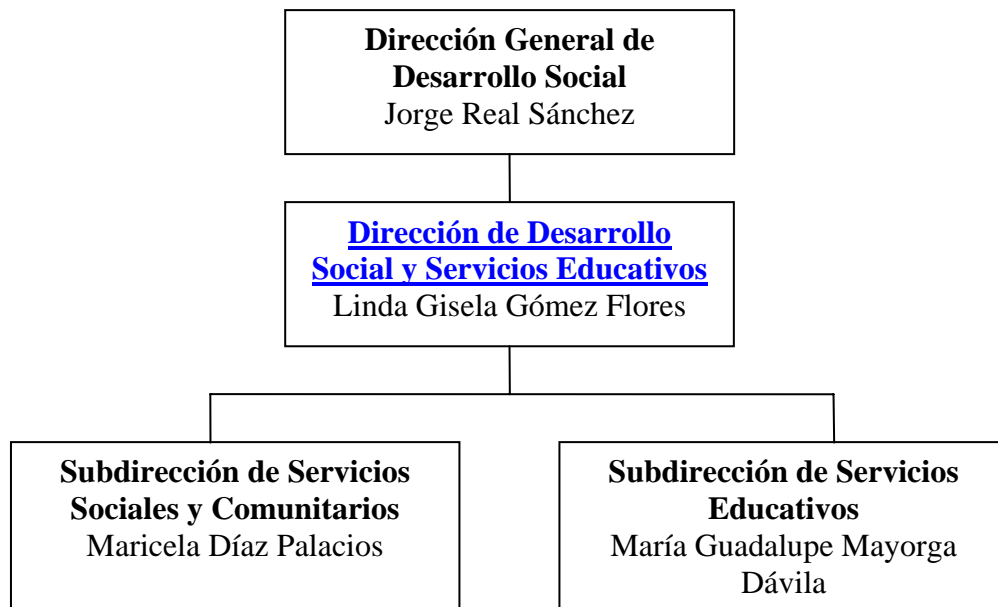 Dirección General de
Desarrollo Social
Jorge Real Sánchez
Dirección de Desarrollo
Social y Servicios Educativos
Linda Gisela Gómez Flores
Subdirección de Servicios
Sociales y Comunitarios
Maricela Díaz Palacios
Subdirección de Servicios
Educativos
María Guadalupe Mayorga
Dávila